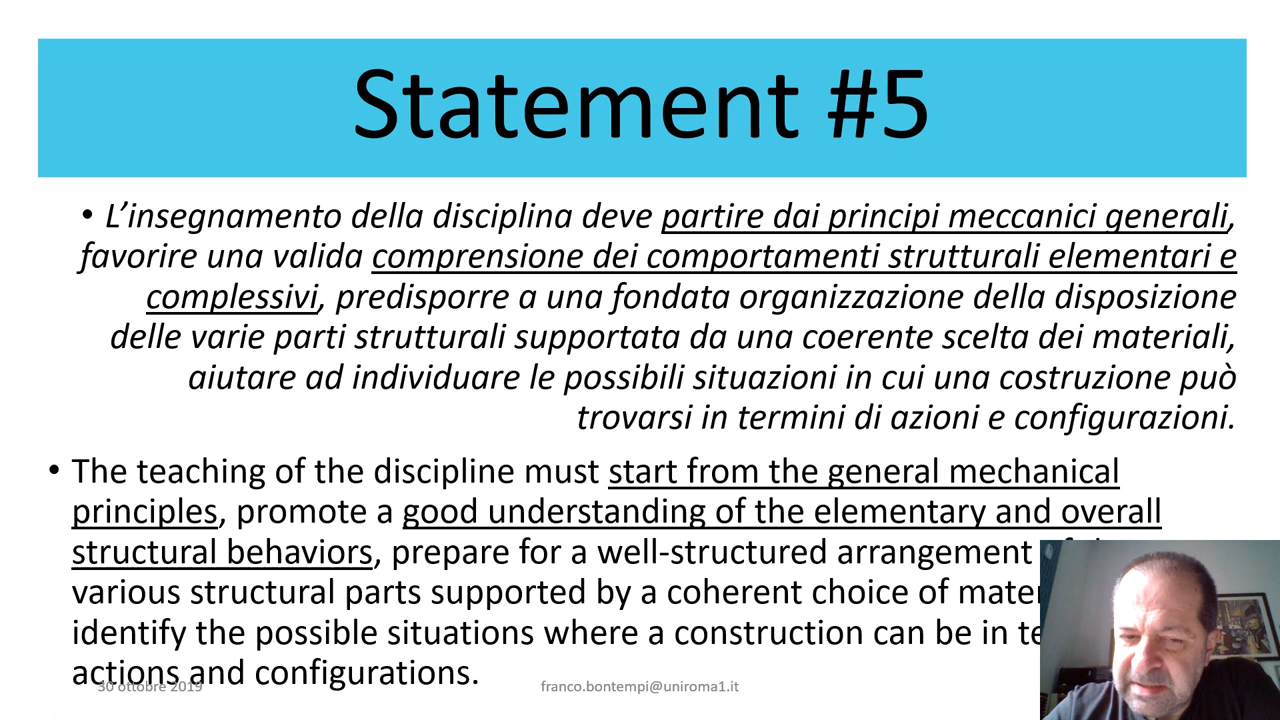 Statement #5
• L’insegnamento della disciplina deve partire dai principi meccanici generali,
favorire una valida comprensione dei comportamenti strutturali elementari e
complessivi, predisporre a una fondata organizzazione della disposizione
delle varie parti strutturali supportata da una coerente scelta dei materiali,
aiutare ad individuare le possibili situazioni in cui una costruzione può
trovarsi in termini di azioni e configurazioni.
• The teaching of the discipline must start from the general mechanical
principles, promote a good understanding of the elementary and overall
structural behaviors, prepare for a well-structured arrangement
various structural parts supported by a coherent choice of
identify the possible situations where a construction can be in
actions and configurations.
30 ottobre 2019
franco.bontempi@uniroma1.it